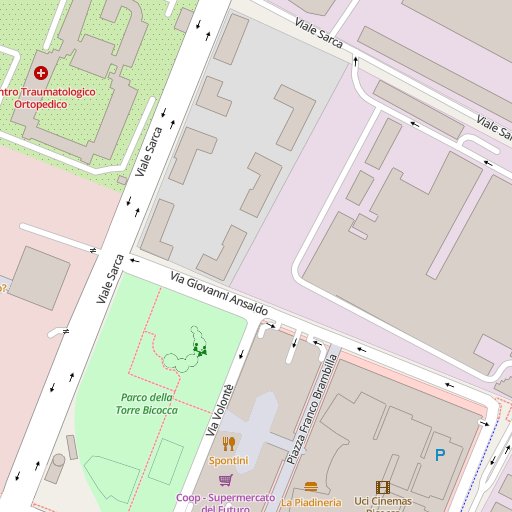 Viale Sarca
Viale Sar
ntro Traumatologico
Ortopedico
Viale Sarca
Viale Sarca
Via Giovanni Ansaldo
Parco della
Torre Bicocca
Via Volontè
Piazza Franco Brambilla
P
Spontini
Coop - Supermercato
del Futuro
La Piadineria
Uci Cinemas